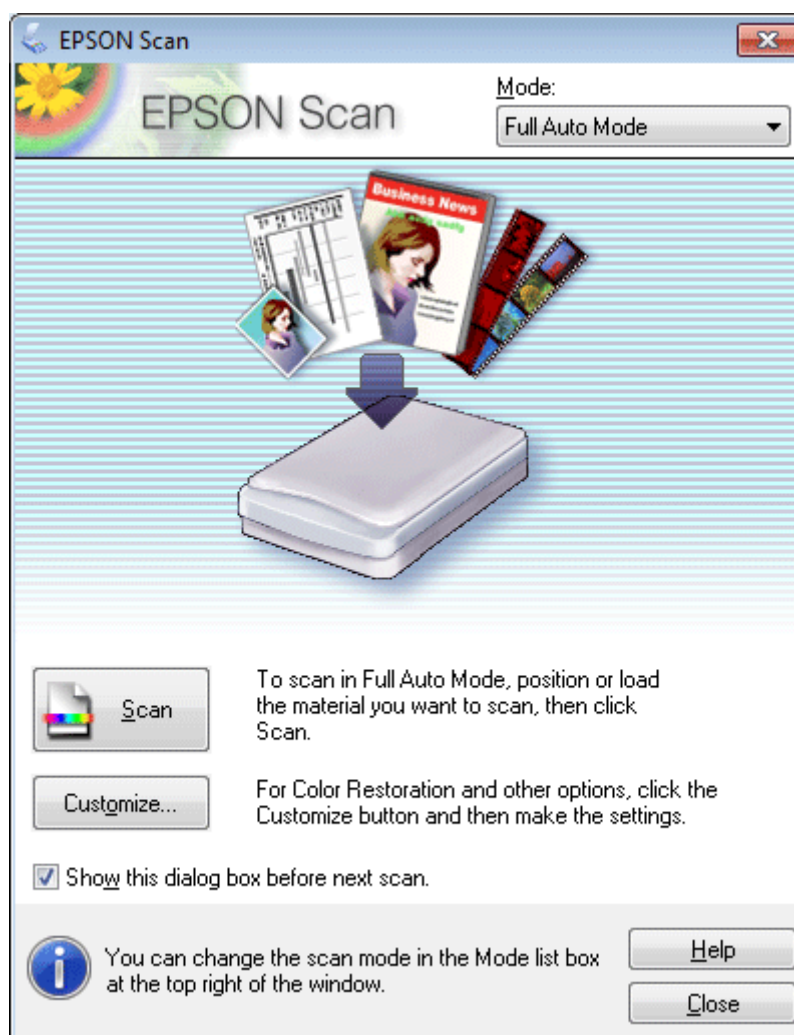 EPSON Scan
EPSON Scan
Mode:
Full Auto Mode
Business News
Scan
To scan in Full Auto Mode, position or load
the material you want to scan, then click
Scan.
Customize...
For Color Restoration and other options, click the
Customize button and then make the settings.
Show this dialog box before next scan.
You can change the scan mode in the Mode list box
at the top right of the window.
Help
Close